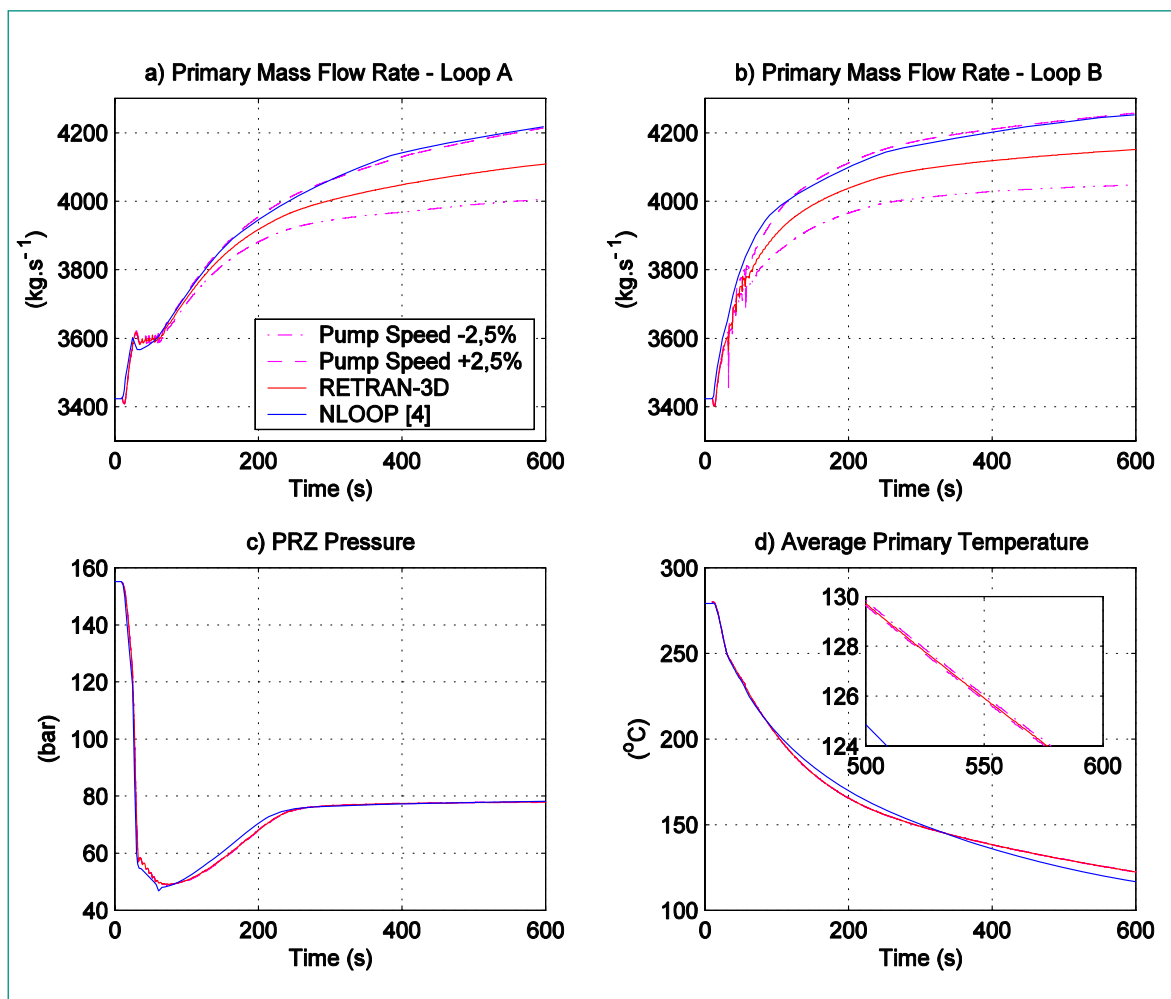 a) Primary Mass Flow Rate - Loop A
4200
4000
3800
3600
3400
(kg.s-1)
Pump Speed -2,5%
Pump Speed +2,5%
RETRAN-3D
NLOOP [4]
0 200 400 600
Time (s)
b) Primary Mass Flow Rate - Loop B
4200
4000
3800
3600
3400
(kg.s-1)
0 200 400 600
Time (s)
c) PRZ Pressure
160
140
120
100
80
60
40
(bar)
0 200 400 600
Time (s)
d) Average Primary Temperature
300
250
200
150
100
(oC)
130
128
126
124
500 550 600
0 200 400 600
Time (s)